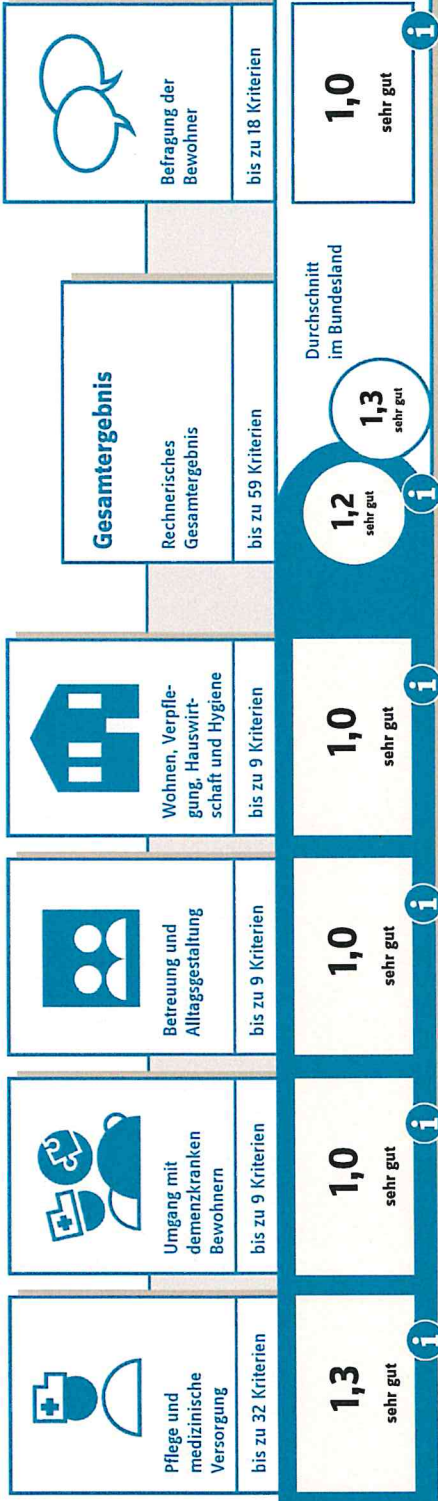 Pflege und
medizinische
Versorgung
bis zu 32 Kriterien
1,3
sehr gut
Umgang mit
demenzkranken
Bewohnern
bis zu 9 Kriterien
1,0
sehr gut
Betreuung und
Alltagsgestaltung
bis zu 9 Kriterien
1,0
sehr gut
Wohnen, Verpfle-
gung, Hauswirt-
schaft und Hygiene
bis zu 9 Kriterien
1,0
sehr gut
Gesamtergebnis
Rechnerisches
Gesamtergebnis
bis zu 59 Kriterien
1,2
sehr gut
Durchschnitt
im Bundesland
1,3
sehr gut
Befragung der
Bewohner
bis zu 18 Kriterien
1,0
sehr gut